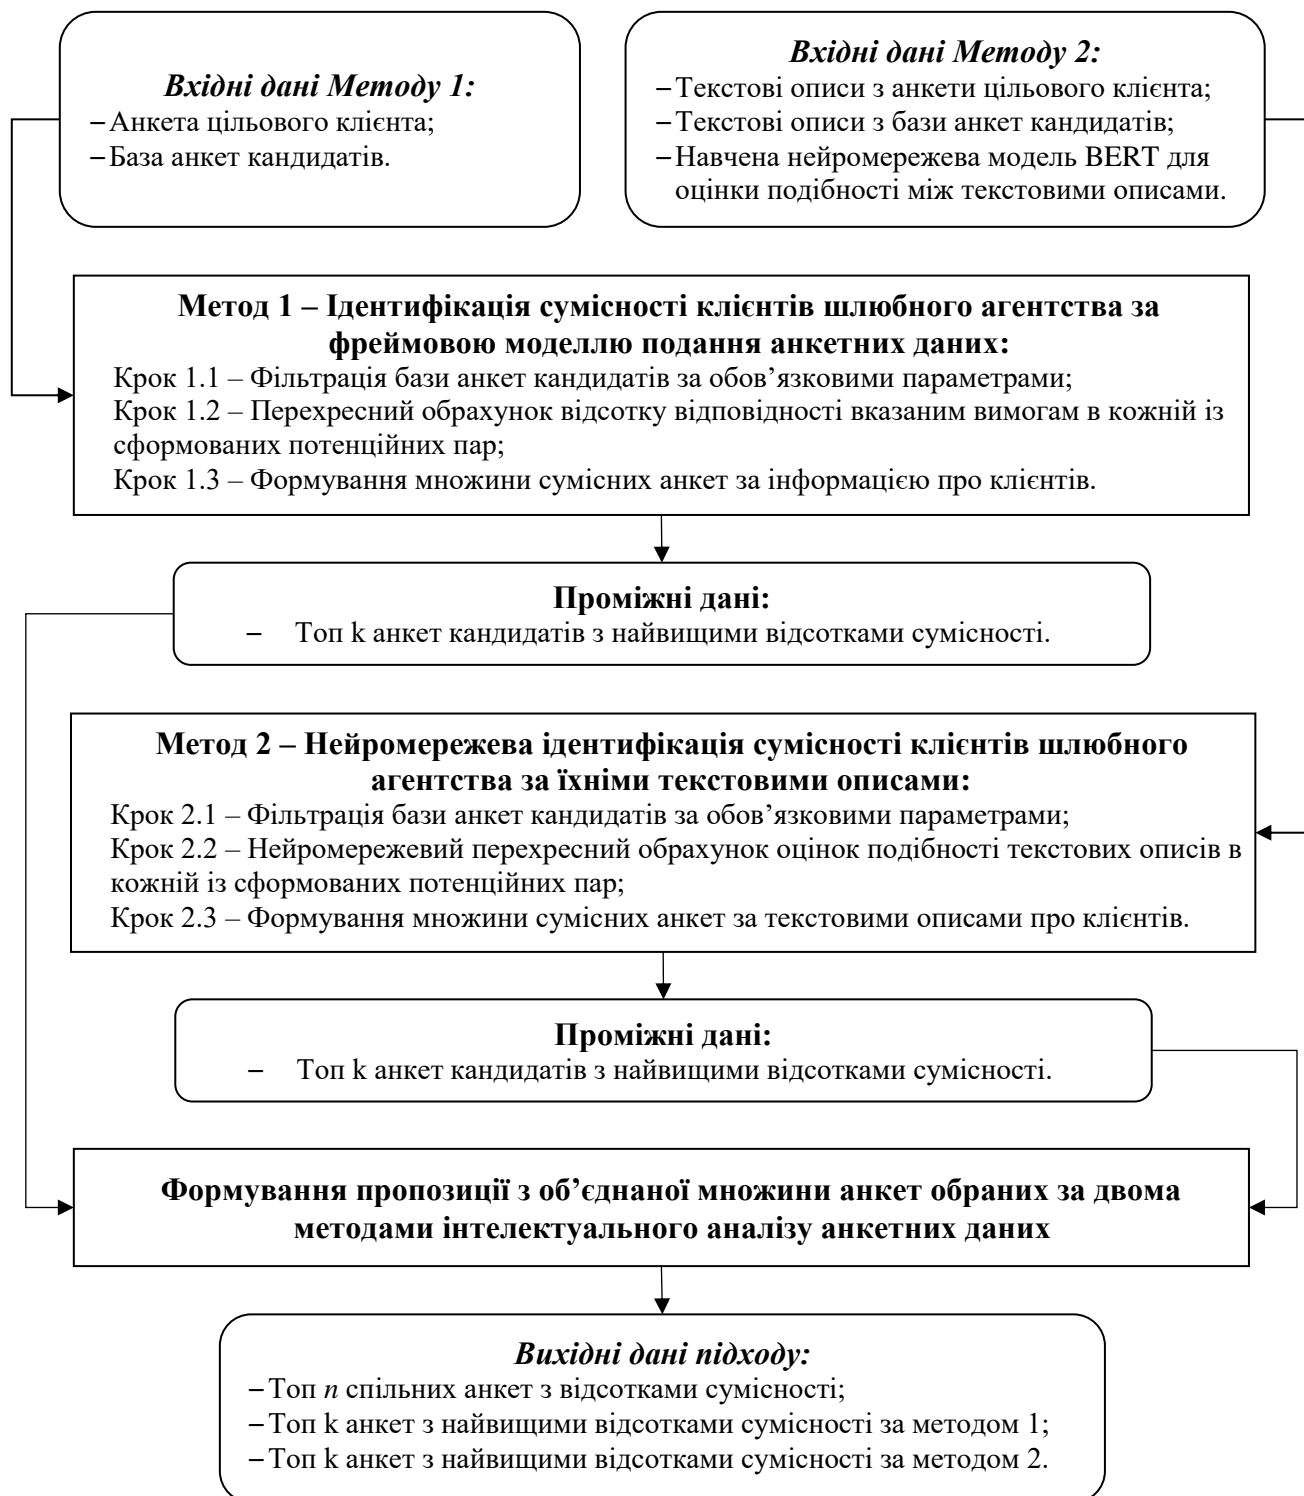 Вхідні дані Методу 1:
– Анкета цільового клієнта;
– База анкет кандидатів.
Вхідні дані Методу 2:
– Текстові описи з анкети цільового клієнта;
– Текстові описи з бази анкет кандидатів;
– Навчена нейромережева модель BERT для
оцінки подібності між текстовими описами.
Метод 1 – Ідентифікація сумісності клієнтів шлюбного агентства за
фреймовою моделлю подання анкетних даних:
Крок 1.1 – Фільтрація бази анкет кандидатів за обов’язковими параметрами;
Крок 1.2 – Перехресний обрахунок відсотку відповідності вказаним вимогам в кожній із
сформованих потенційних пар;
Крок 1.3 – Формування множини сумісних анкет за інформацією про клієнтів.
Проміжні дані:
– Топ k анкет кандидатів з найвищими відсотками сумісності.
Метод 2 – Нейромережева ідентифікація сумісності клієнтів шлюбного
агентства за їхніми текстовими описами:
Крок 2.1 – Фільтрація бази анкет кандидатів за обов’язковими параметрами;
Крок 2.2 – Нейромережевий перехресний обрахунок оцінок подібності текстових описів в
кожній із сформованих потенційних пар;
Крок 2.3 – Формування множини сумісних анкет за текстовими описами про клієнтів.
Проміжні дані:
– Топ k анкет кандидатів з найвищими відсотками сумісності.
Формування пропозиції з об’єднаної множини анкет обраних за двома
методами інтелектуального аналізу анкетних даних
Вихідні дані підходу:
– Топ n спільних анкет з відсотками сумісності;
– Топ k анкет з найвищими відсотками сумісності за методом 1;
– Топ k анкет з найвищими відсотками сумісності за методом 2.